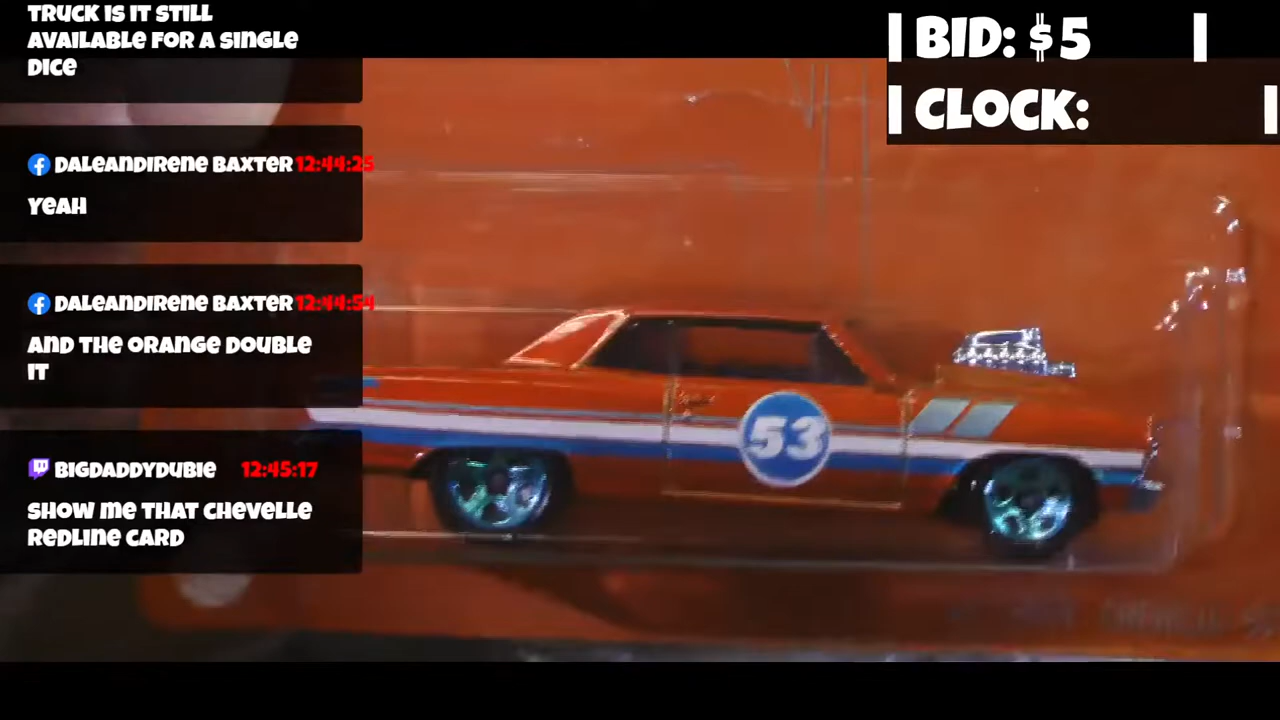 TRUCK IS IT STILL
AVAILABLE FOR A SINGLE
DICE
DALEANDIRENE BAXTER 12:44:25
YEAH
DALEANDIRENE BAXTER 12:44:54
AND THE ORANGE DOUBLE
IT
BIGDADDYDUBIE 12:45:17
SHOW ME THAT CHEVELLE
REDLINE CARD
| BID: $5 |
| CLOCK: |
53